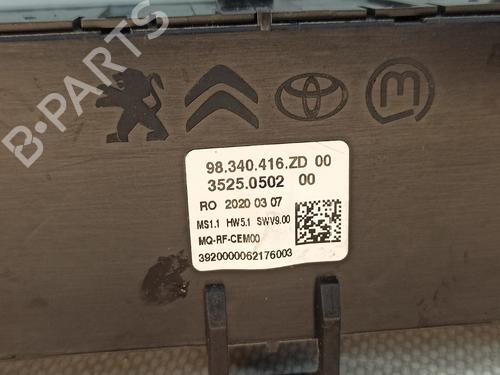 B-PARTS
98.340.416.ZD 00
3525.0502 00
RO 2020 03 07
MS1.1 HW5.1 SWV9.00
MQ-RF-CEM00
3920000062176003